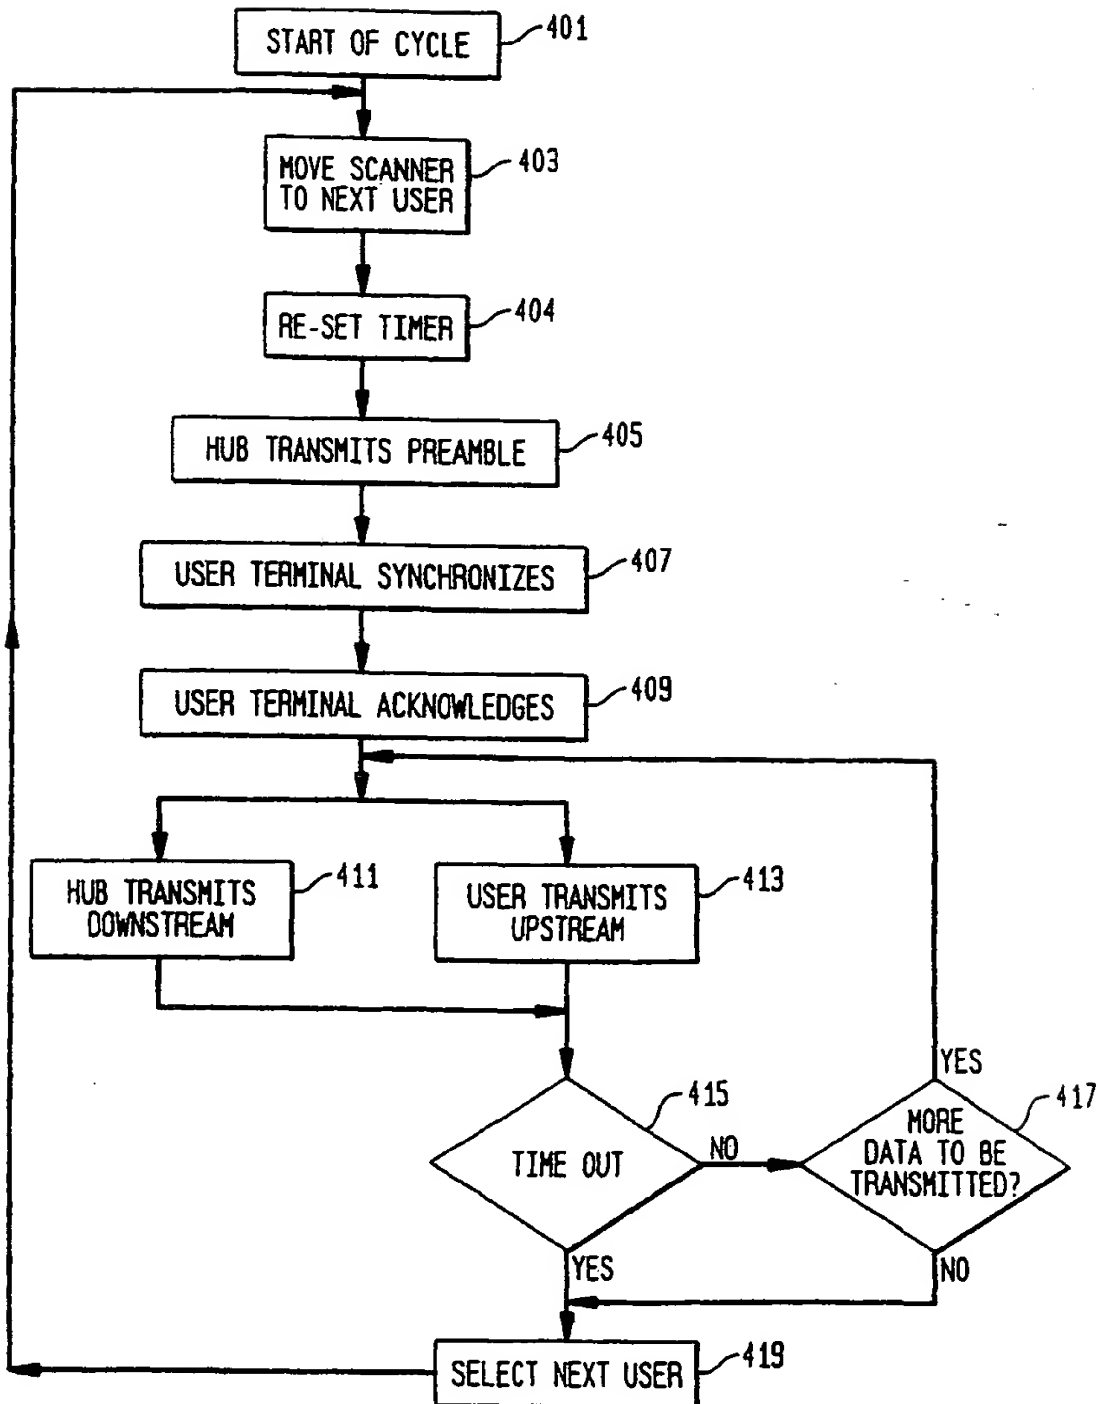 START OF CYCLE
401
MOVE SCANNER
TO NEXT USER
403
RE-SET TIMER
404
HUB TRANSMITS PREAMBLE
405
USER TERMINAL SYNCHRONIZES
407
USER TERMINAL ACKNOWLEDGES
409
HUB TRANSMITS
DOWNSTREAM
411
USER TRANSMITS
UPSTREAM
413
TIME OUT
415
NO
YES
MORE
DATA TO BE
TRANSMITTED?
417
YES
NO
SELECT NEXT USER
419